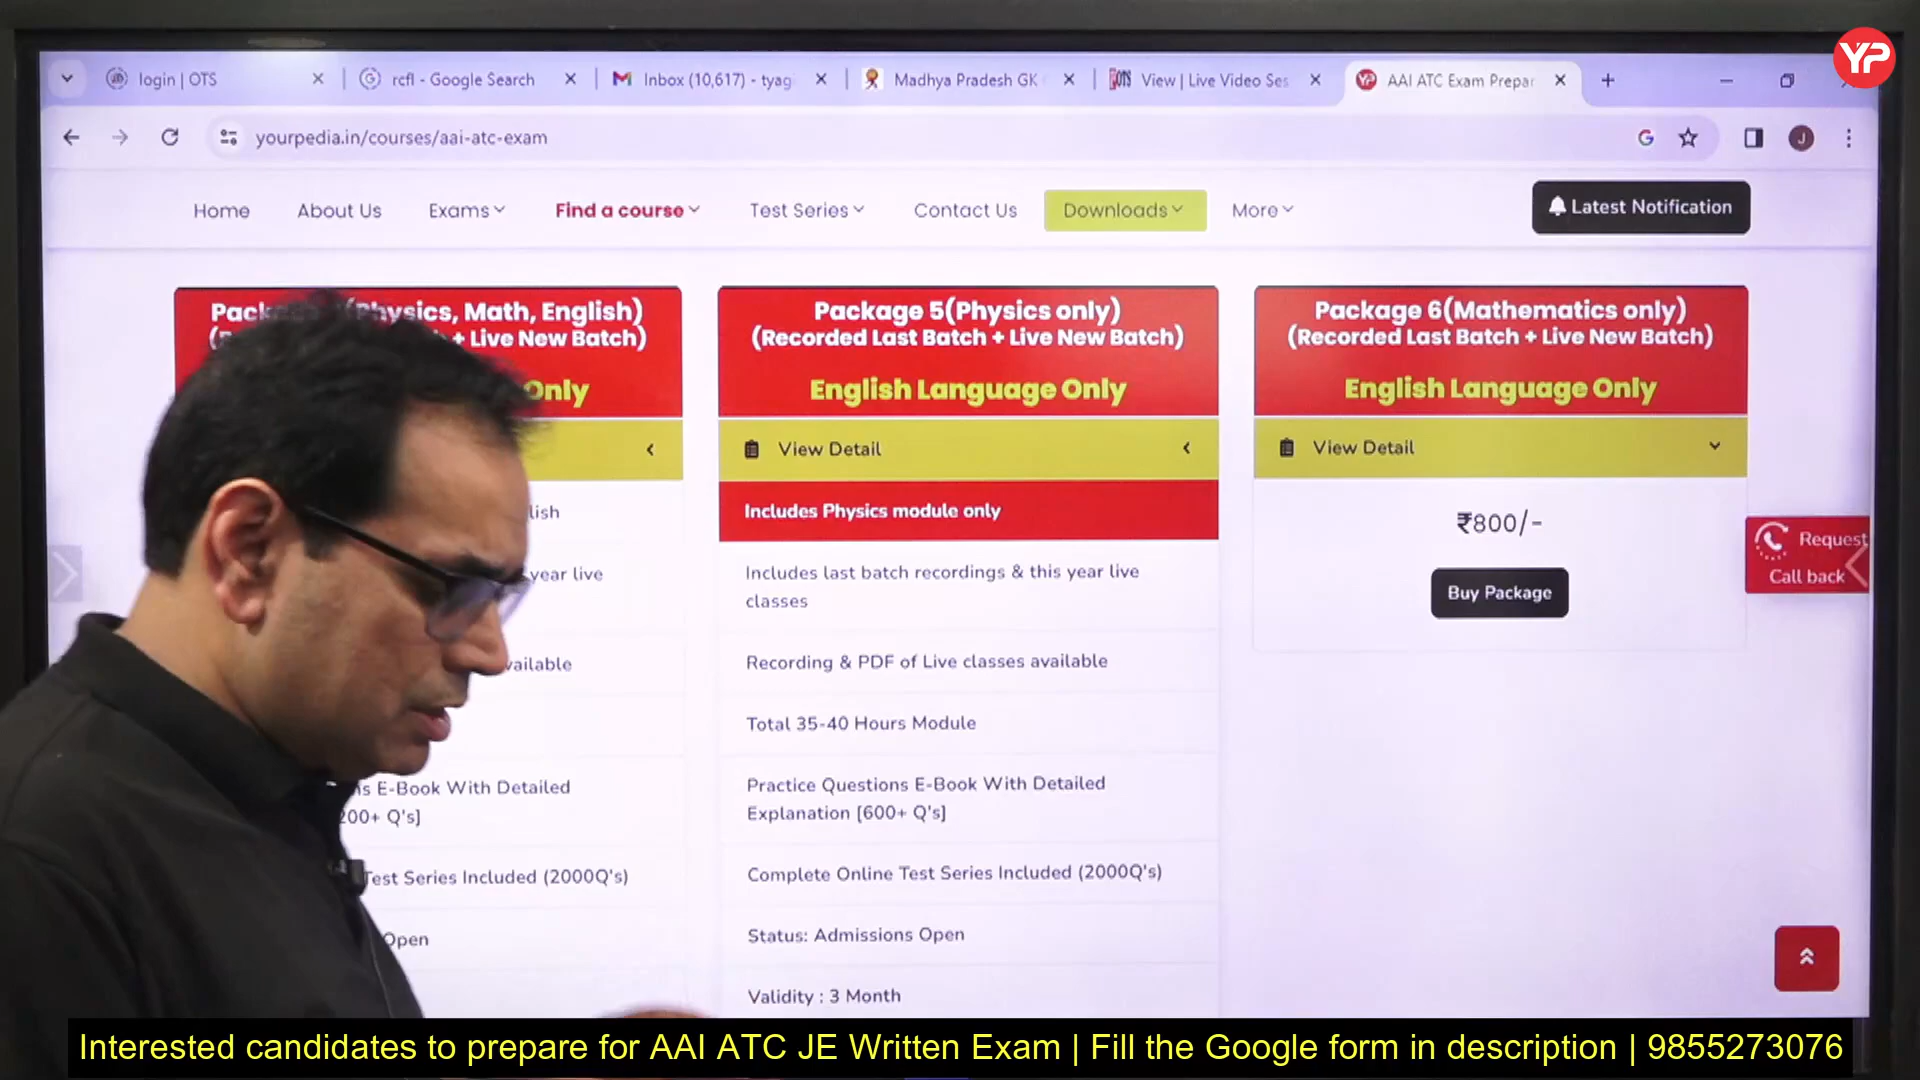 YP
login | OTS
rcfl - Google Search
Inbox (10,617) - tyag
Madhya Pradesh GK
View | Live Video Ses
AAI ATC Exam Prepar
yourpedia.in/courses/aai-atc-exam
J
Home
About Us
Exams
Find a course
Test Series
Contact Us
Downloads
More
Latest Notification
Physics, Math, English)
+ Live New Batch)
Only
lish
year live
vailable
ns E-Book With Detailed
200+ Q's]
Test Series Included (2000Q's)
Open
Package 5(Physics only)
(Recorded Last Batch + Live New Batch)
English Language Only
View Detail
Includes Physics module only
Includes last batch recordings & this year live
classes
Recording & PDF of Live classes available
Total 35-40 Hours Module
Practice Questions E-Book With Detailed
Explanation [600+ Q's]
Complete Online Test Series Included (2000Q's)
Status: Admissions Open
Validity : 3 Month
Package 6(Mathematics only)
(Recorded Last Batch + Live New Batch)
English Language Only
View Detail
₹800/-
Buy Package
Request
Call back
Interested candidates to prepare for AAI ATC JE Written Exam | Fill the Google form in description | 9855273076